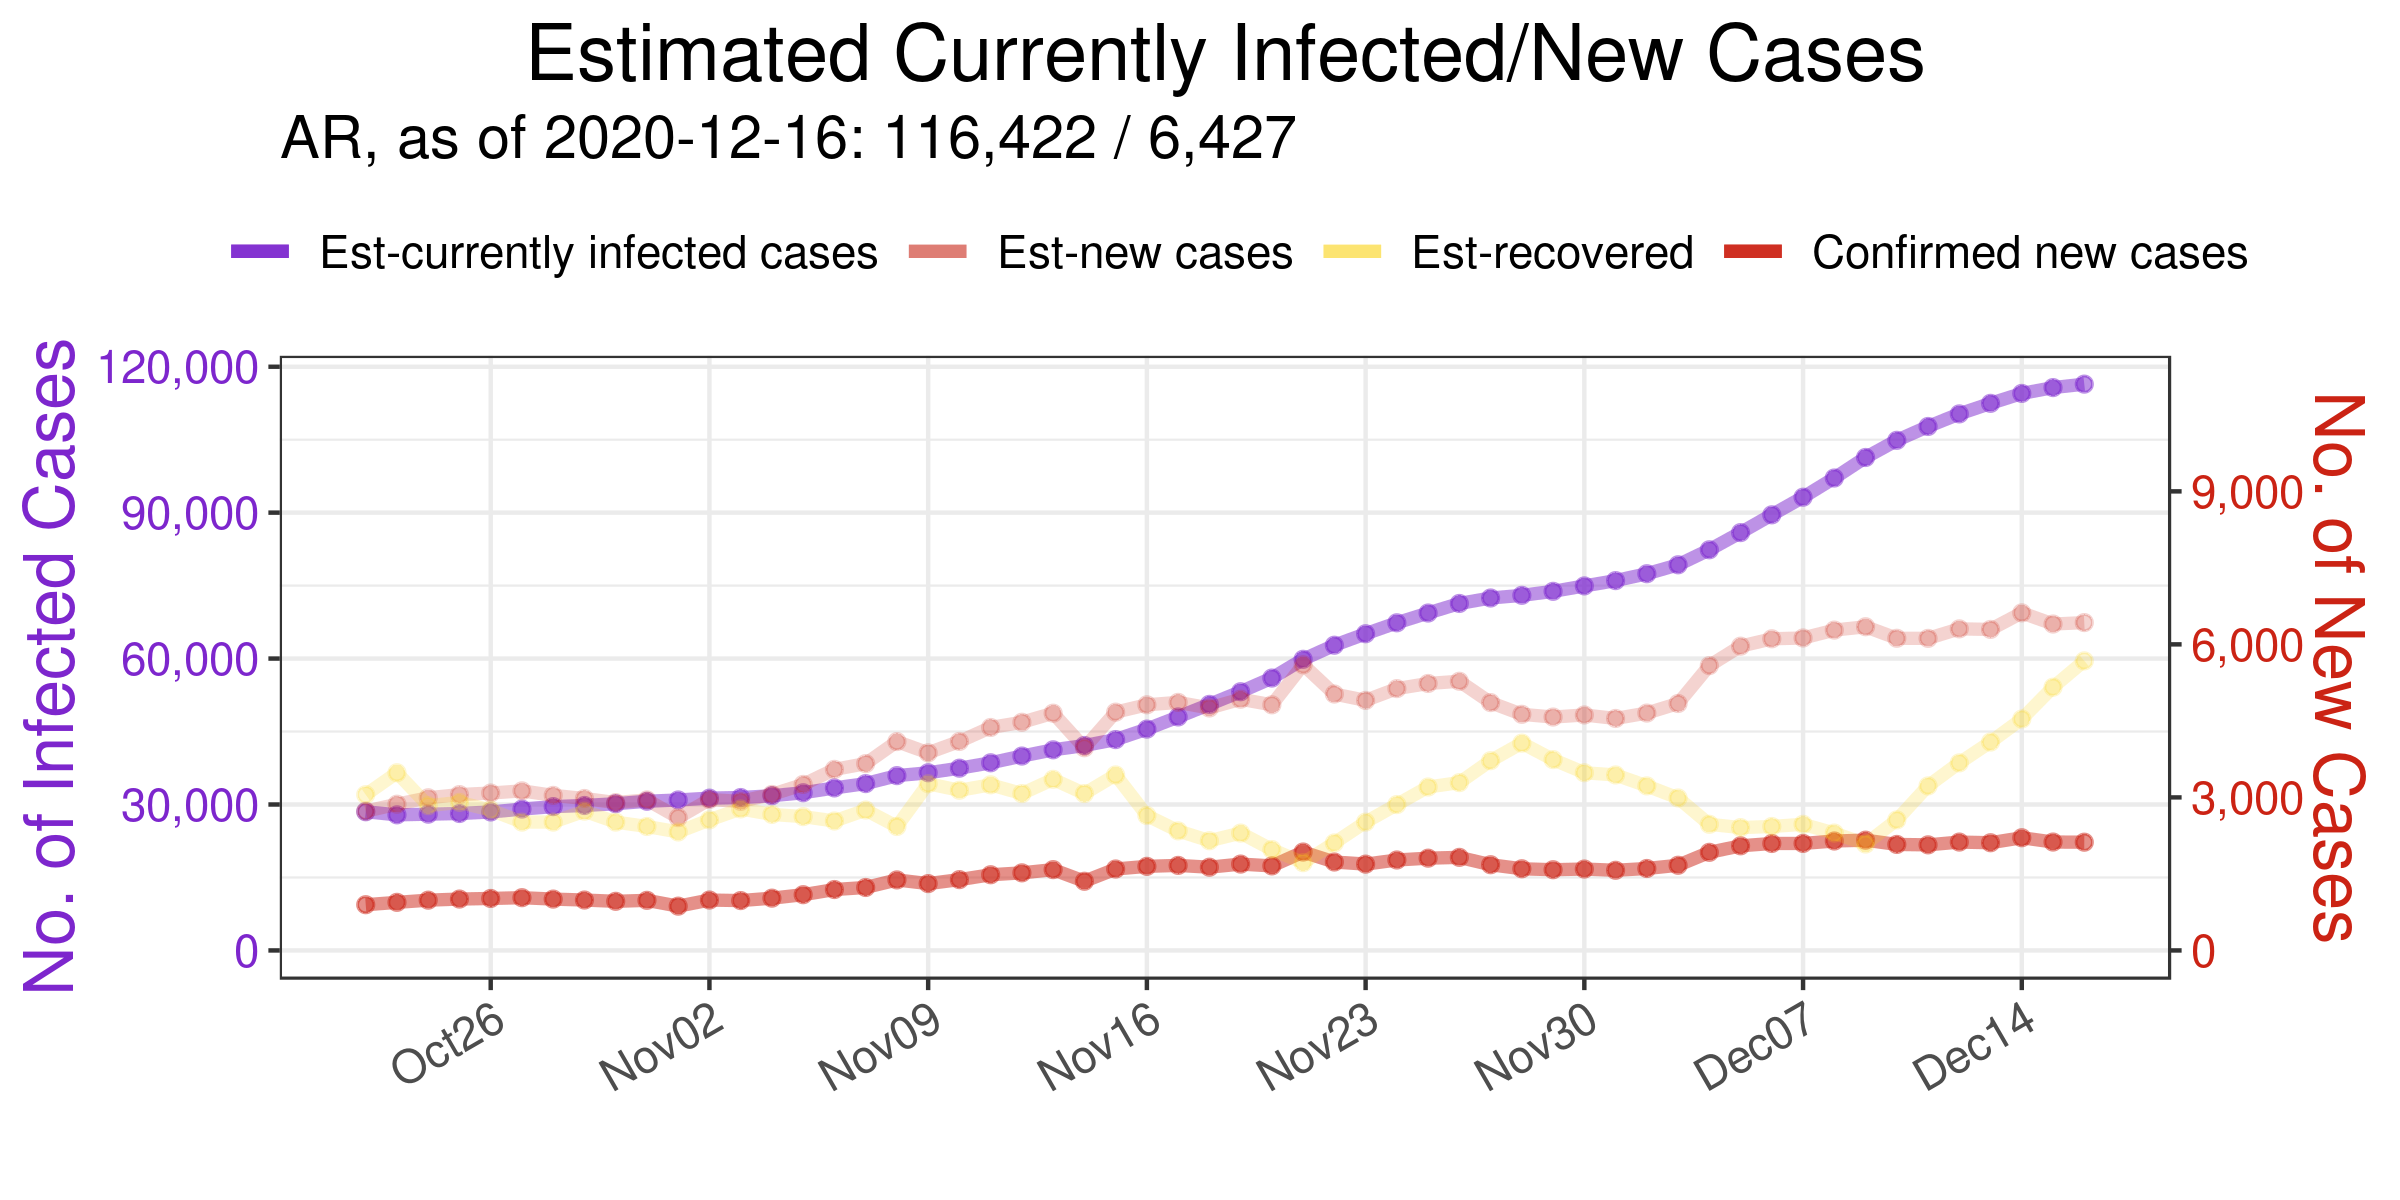 Estimated Currently Infected/New Cases
AR, as of 2020-12-16: 116,422 / 6,427
Est-currently infected cases Est-new cases Est-recovered Confirmed new cases
No. of Infected Cases
120,000
90,000
60,000
30,000
0
9,000
6,000
3,000
0
No. of New Cases
Oct26 Nov02 Nov09 Nov16 Nov23 Nov30 Dec07 Dec14